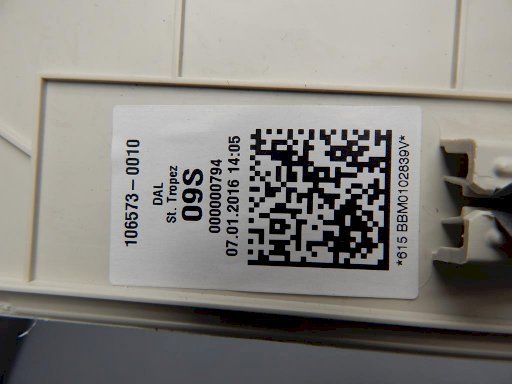 106573-0010
DAL
St. Tropez
09S
000000794
07.01.2016 14:05
*615 BBM0102839V*